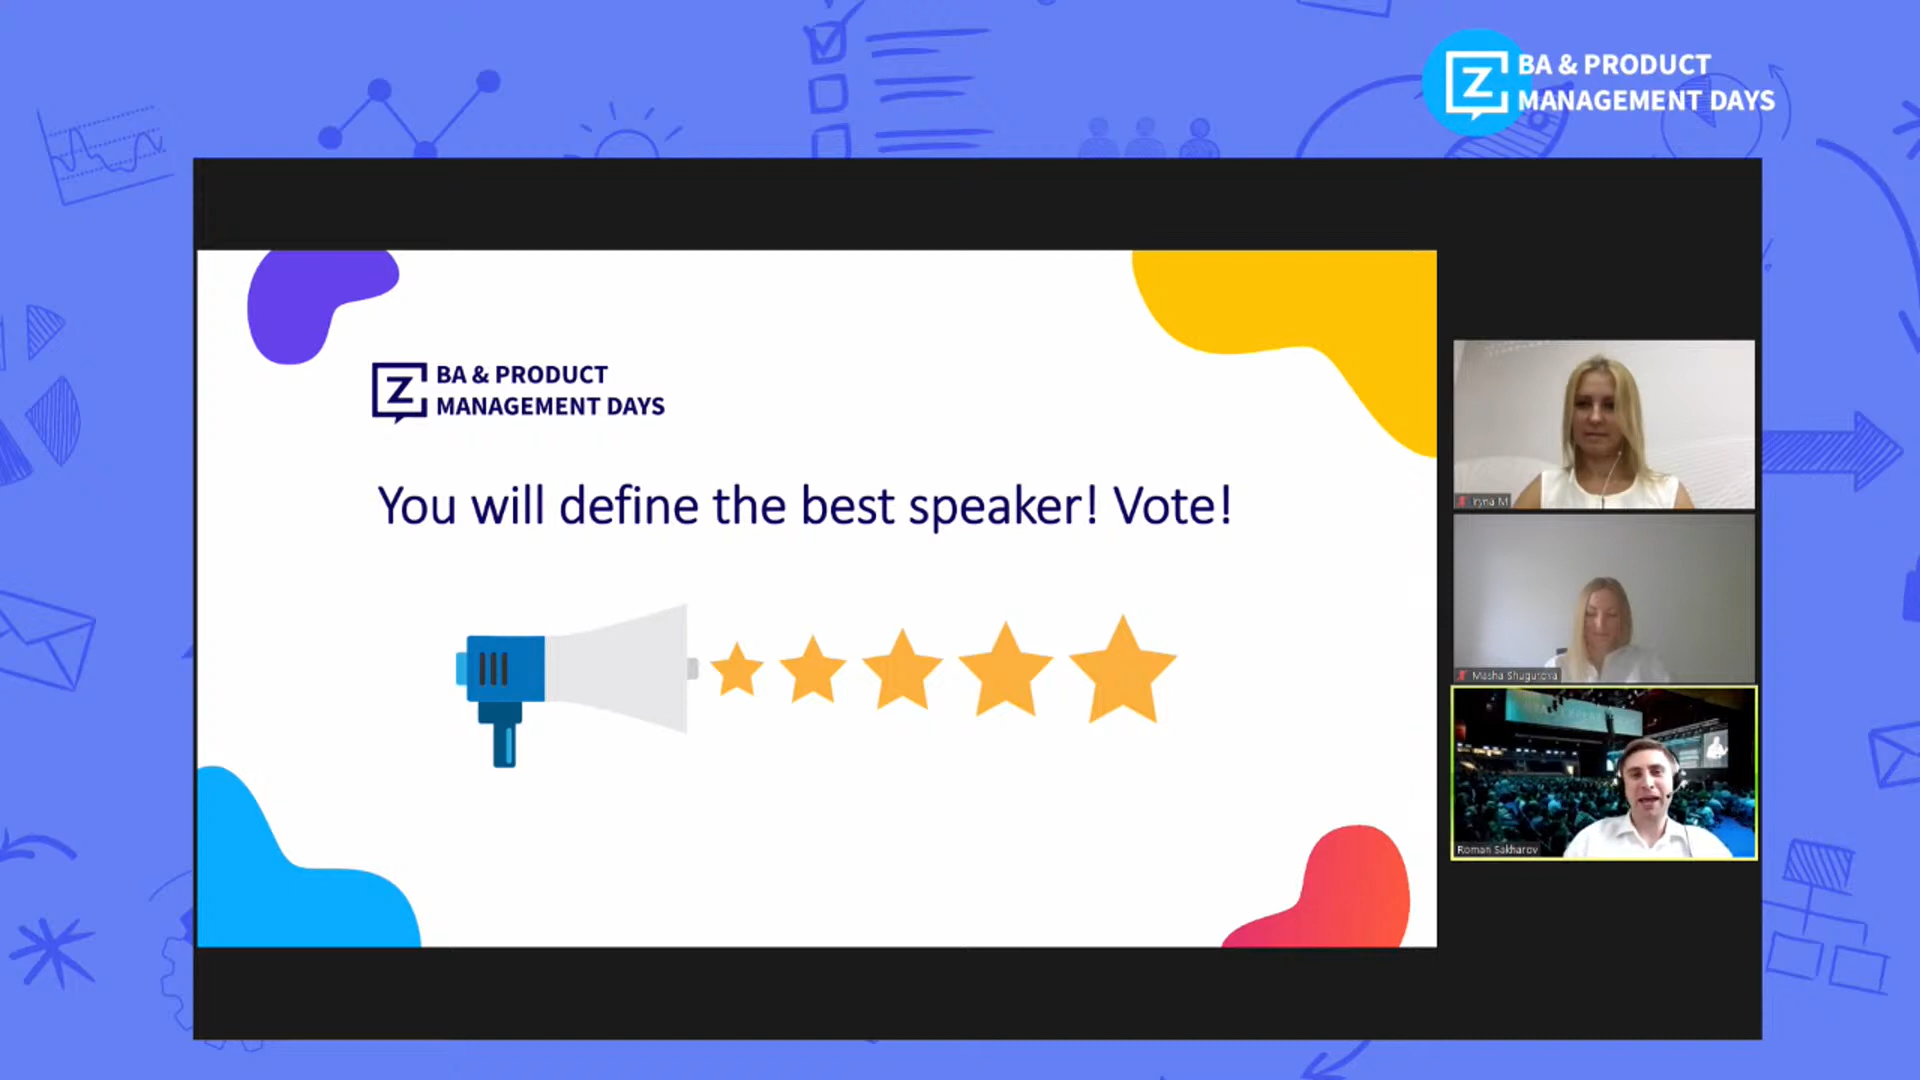 Z BA & PRODUCT
MANAGEMENT DAYS
Z BA & PRODUCT
MANAGEMENT DAYS
You will define the best speaker! Vote!
Iryna M
Masha Shugurova
Roman Sakharov